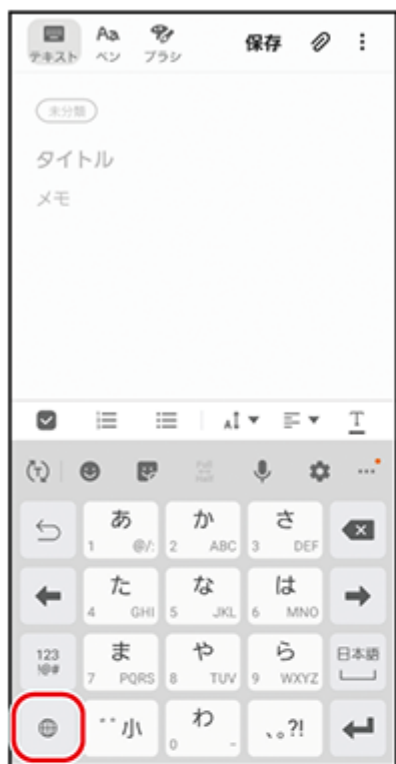 テキスト Aa ペン ブラシ 保存
未分類
タイトル
メモ
A T
T
あ 1 @/: か 2 ABC さ 3 DEF
た 4 GHI な 5 JKL は 6 MNO
123 !@# ま 7 PQRS や 8 TUV ら 9 WXYZ 日本語
小 わ 0 - 、。?!